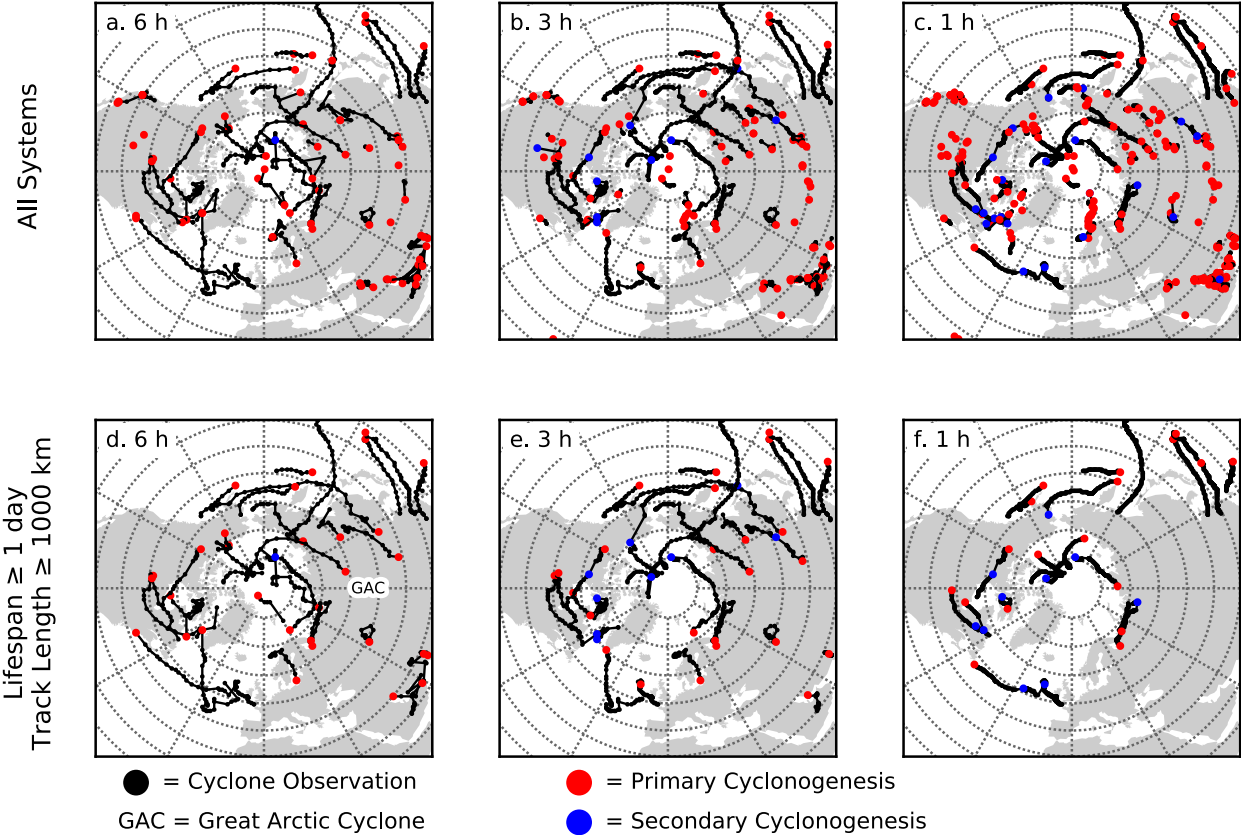 a. 6 h
b. 3 h
c. 1 h
All Systems
d. 6 h
e. 3 h
f. 1 h
GAC
Lifespan ≥ 1 day
Track Length ≥ 1000 km
= Cyclone Observation
= Primary Cyclonogenesis
GAC = Great Arctic Cyclone
= Secondary Cyclonogenesis